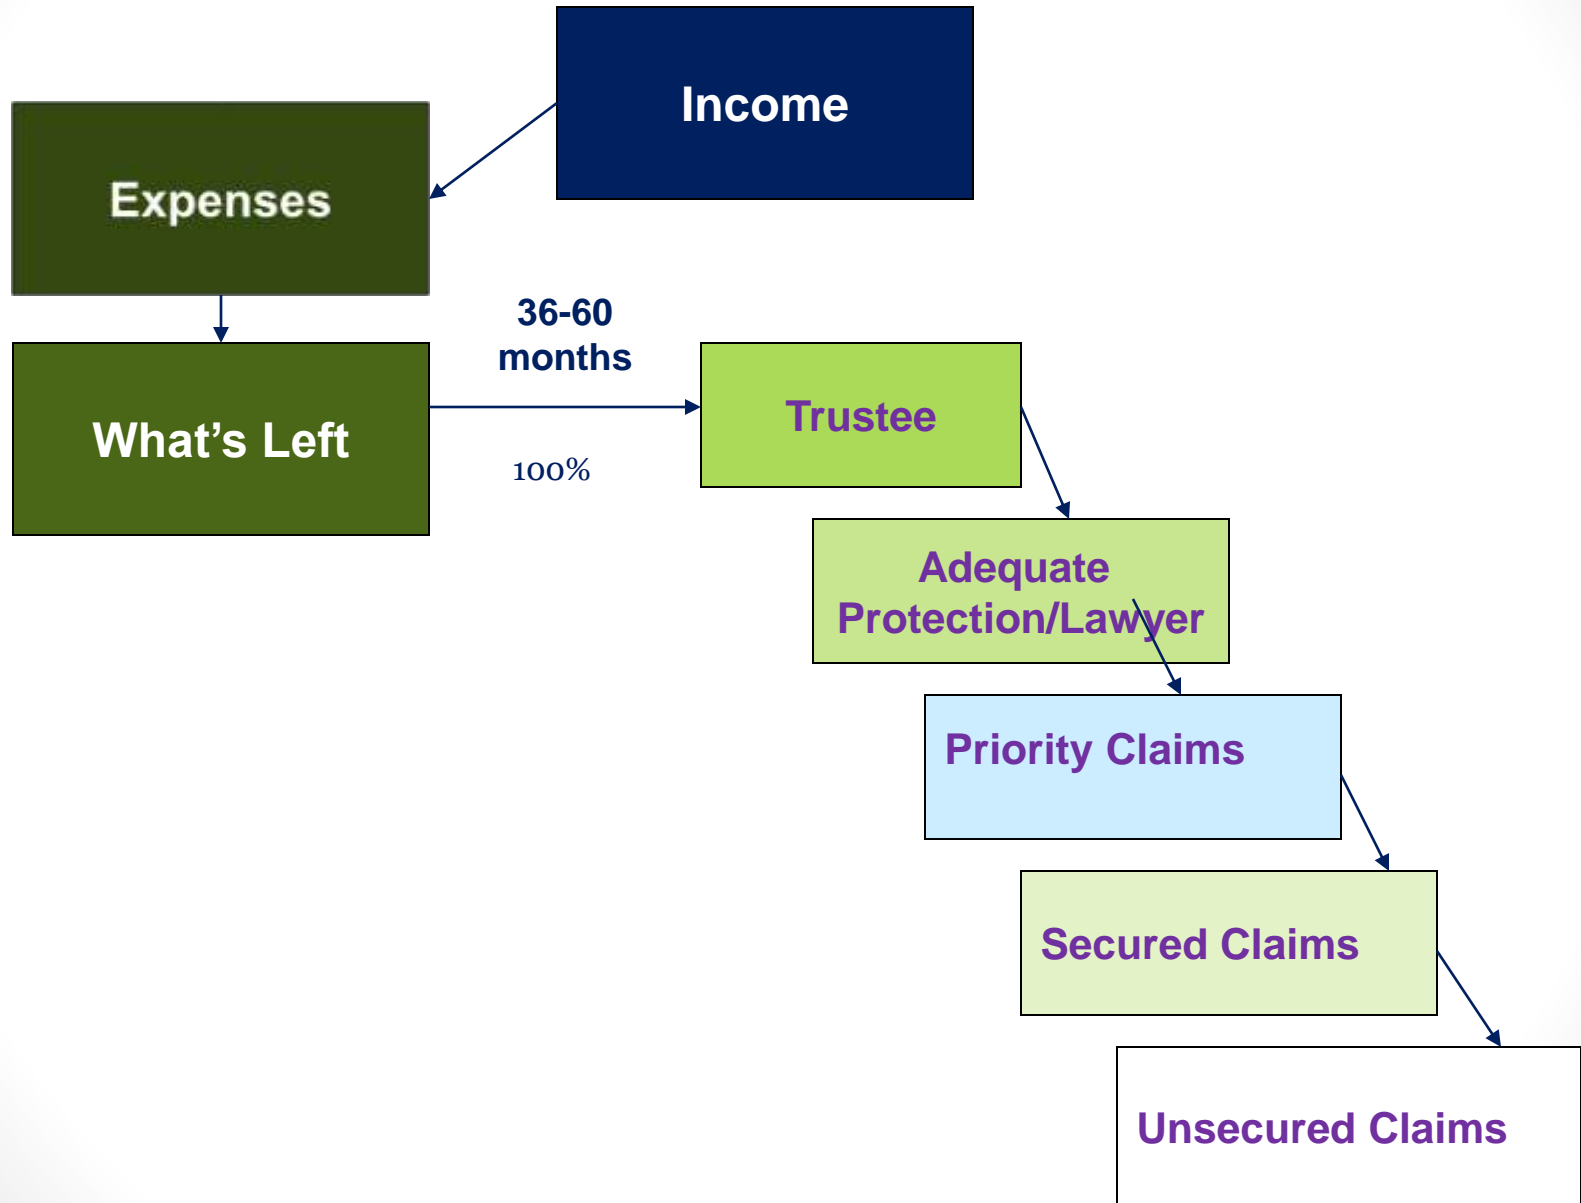 Income
Expenses
36-60
months
What’s Left
100%
Trustee
Adequate
Protection/Lawyer
Priority Claims
Secured Claims
Unsecured Claims